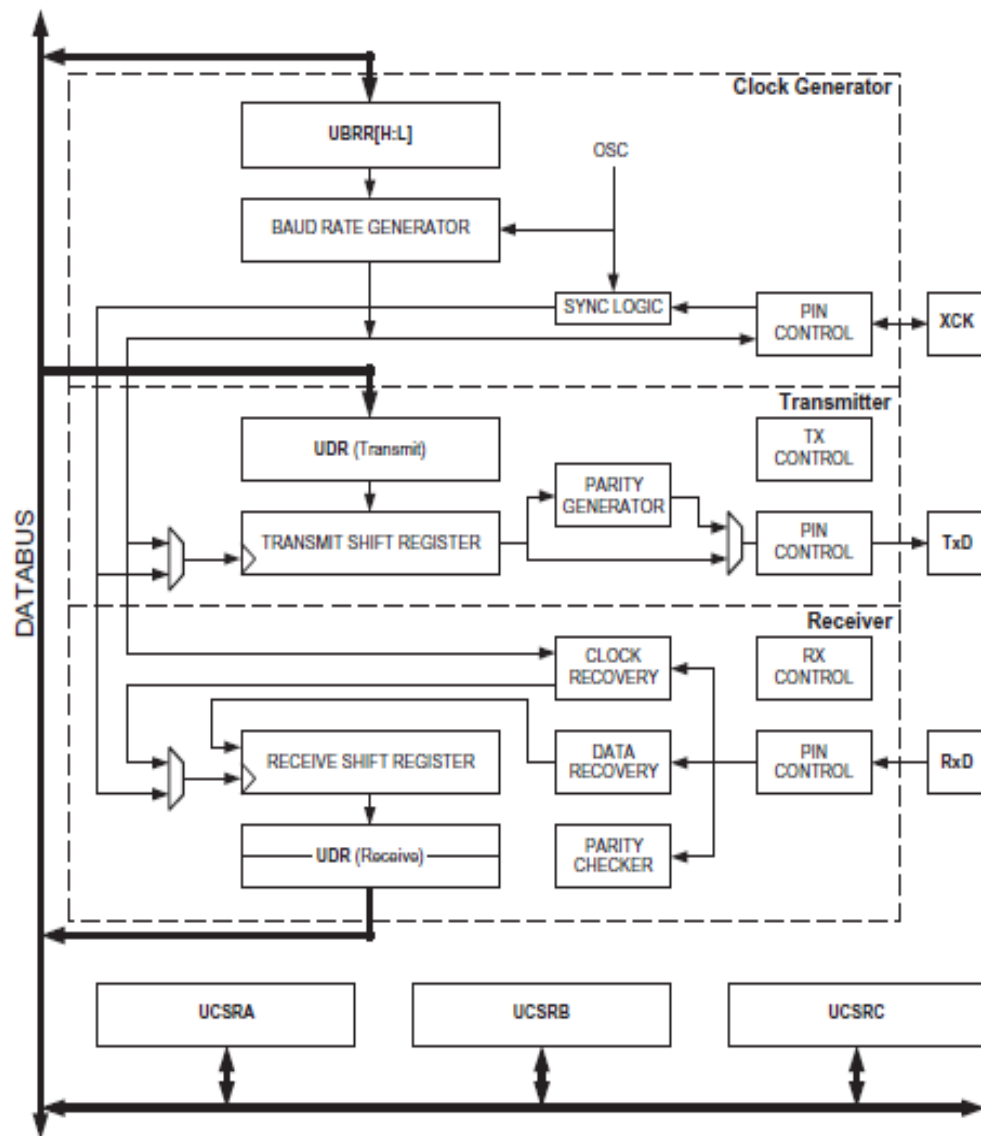 Clock Generator
UBRR[H:L]
OSC
BAUD RATE GENERATOR
SYNC LOGIC
PIN
CONTROL
XCK
Transmitter
UDR (Transmit)
TX
CONTROL
PARITY
GENERATOR
TRANSMIT SHIFT REGISTER
PIN
CONTROL
TxD
DATABUS
Receiver
CLOCK
RECOVERY
RX
CONTROL
RECEIVE SHIFT REGISTER
DATA
RECOVERY
PIN
CONTROL
RxD
UDR (Receive)
PARITY
CHECKER
UCSRA
UCSRB
UCSRC